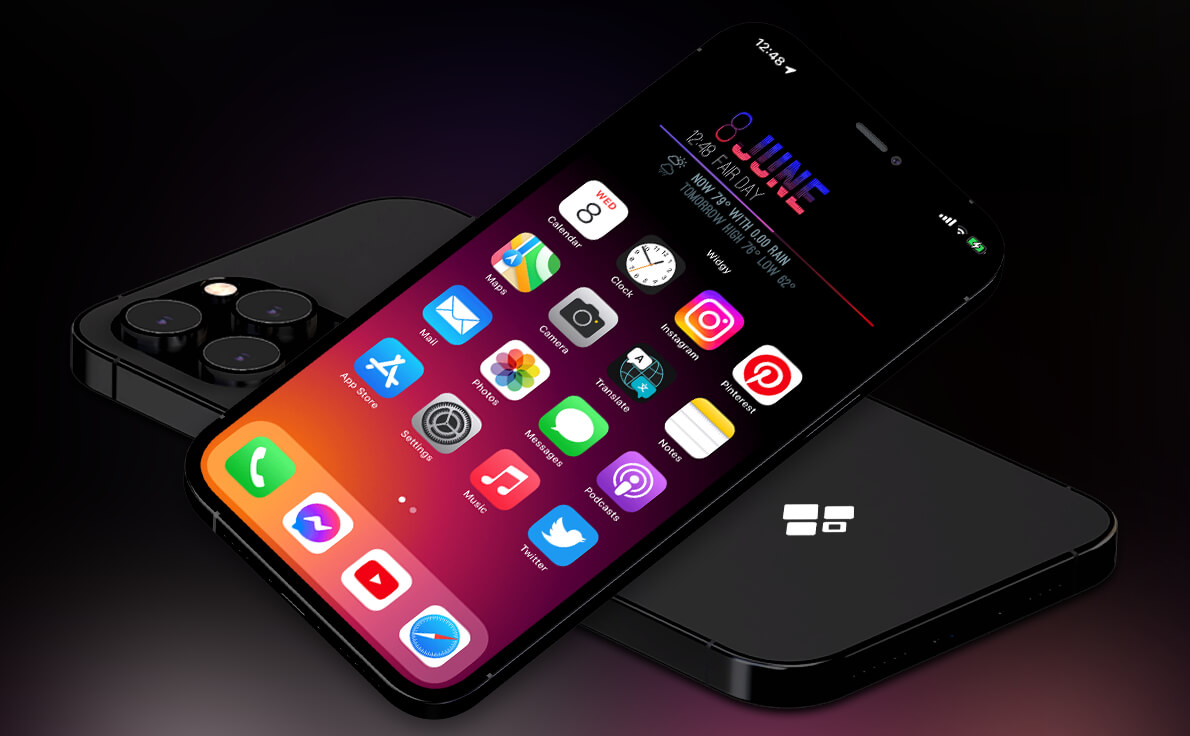 12:48
8 JUNE
12:48 FAIR DAY
NOW 79° WITH 0.00 RAIN
TOMORROW HIGH 76° LOW 62°
Widgy
WED
8
Calendar
Clock
Instagram
Pinterest
Maps
Camera
Translate
Notes
Mail
Photos
Messages
Podcasts
App Store
Settings
Music
Twitter